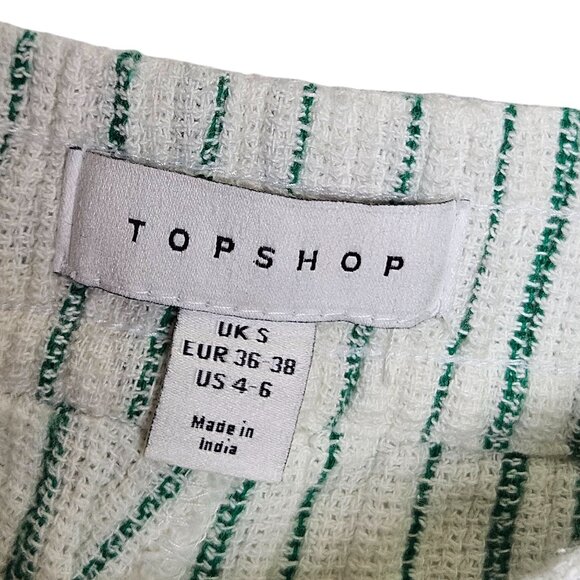 TOPSHOP
UK S
EUR 36-38
US 4-6
Made in
India